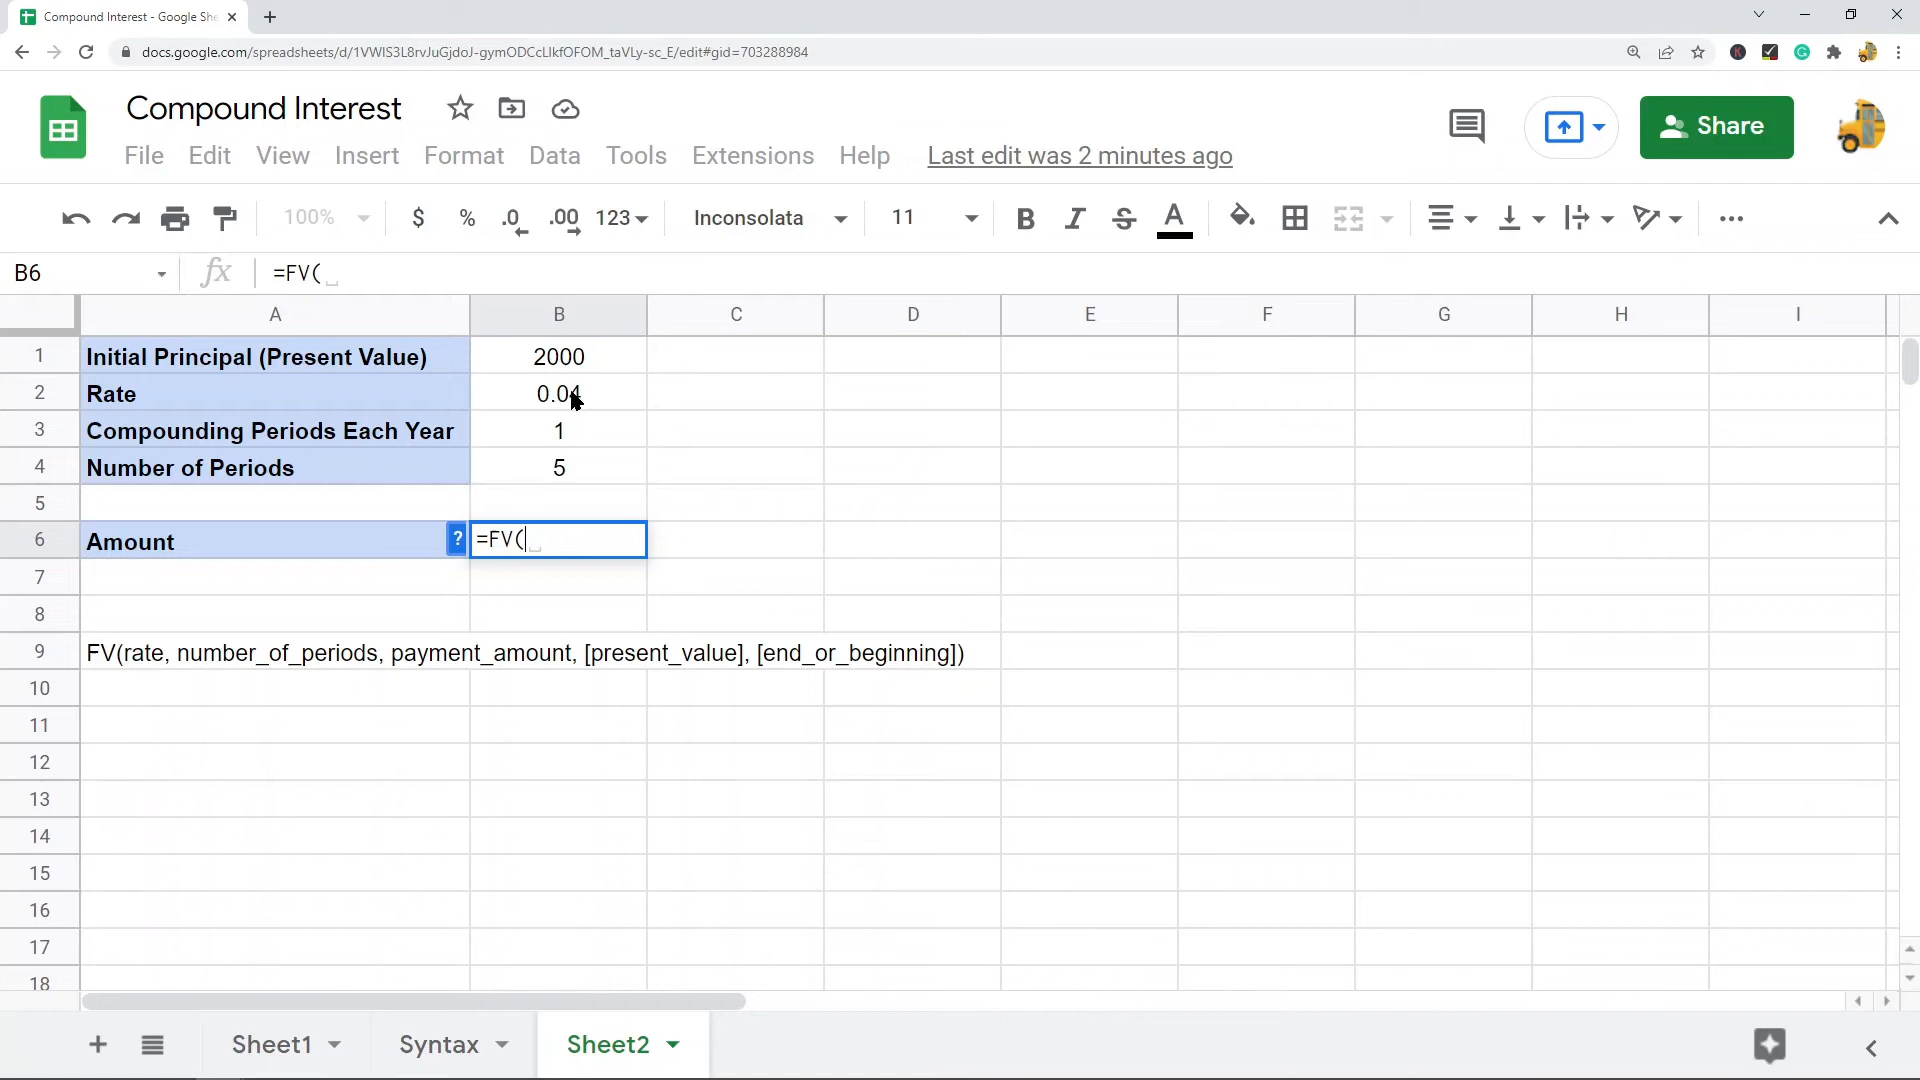 Compound Interest - Google She
docs.google.com/spreadsheets/d/1VWIS3L8rvJuGjdoJ-gymODCcLlkfOFOM_taVLy-sc_E/edit#gid=703288984
Compound Interest
File Edit View Insert Format Data Tools Extensions Help Last edit was 2 minutes ago
Share
100% $ % .0 .00 123 Inconsolata 11 B I S A
B6 fx =FV(
A B C D E F G H I
1 Initial Principal (Present Value) 2000
2 Rate 0.04
3 Compounding Periods Each Year 1
4 Number of Periods 5
5
6 Amount ? =FV(
7
8
9 FV(rate, number_of_periods, payment_amount, [present_value], [end_or_beginning])
10
11
12
13
14
15
16
17
18
Sheet1 Syntax Sheet2